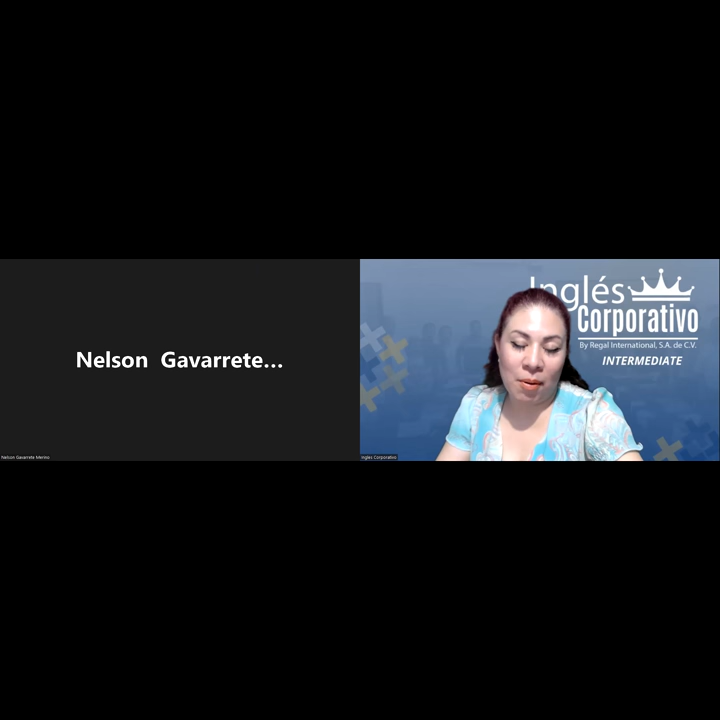 Nelson Gavarrete...
Nelson Gavarrete Merino
Inglés
Corporativo
By Regal International, S.A. de C.V.
INTERMEDIATE
Inglés Corporativo